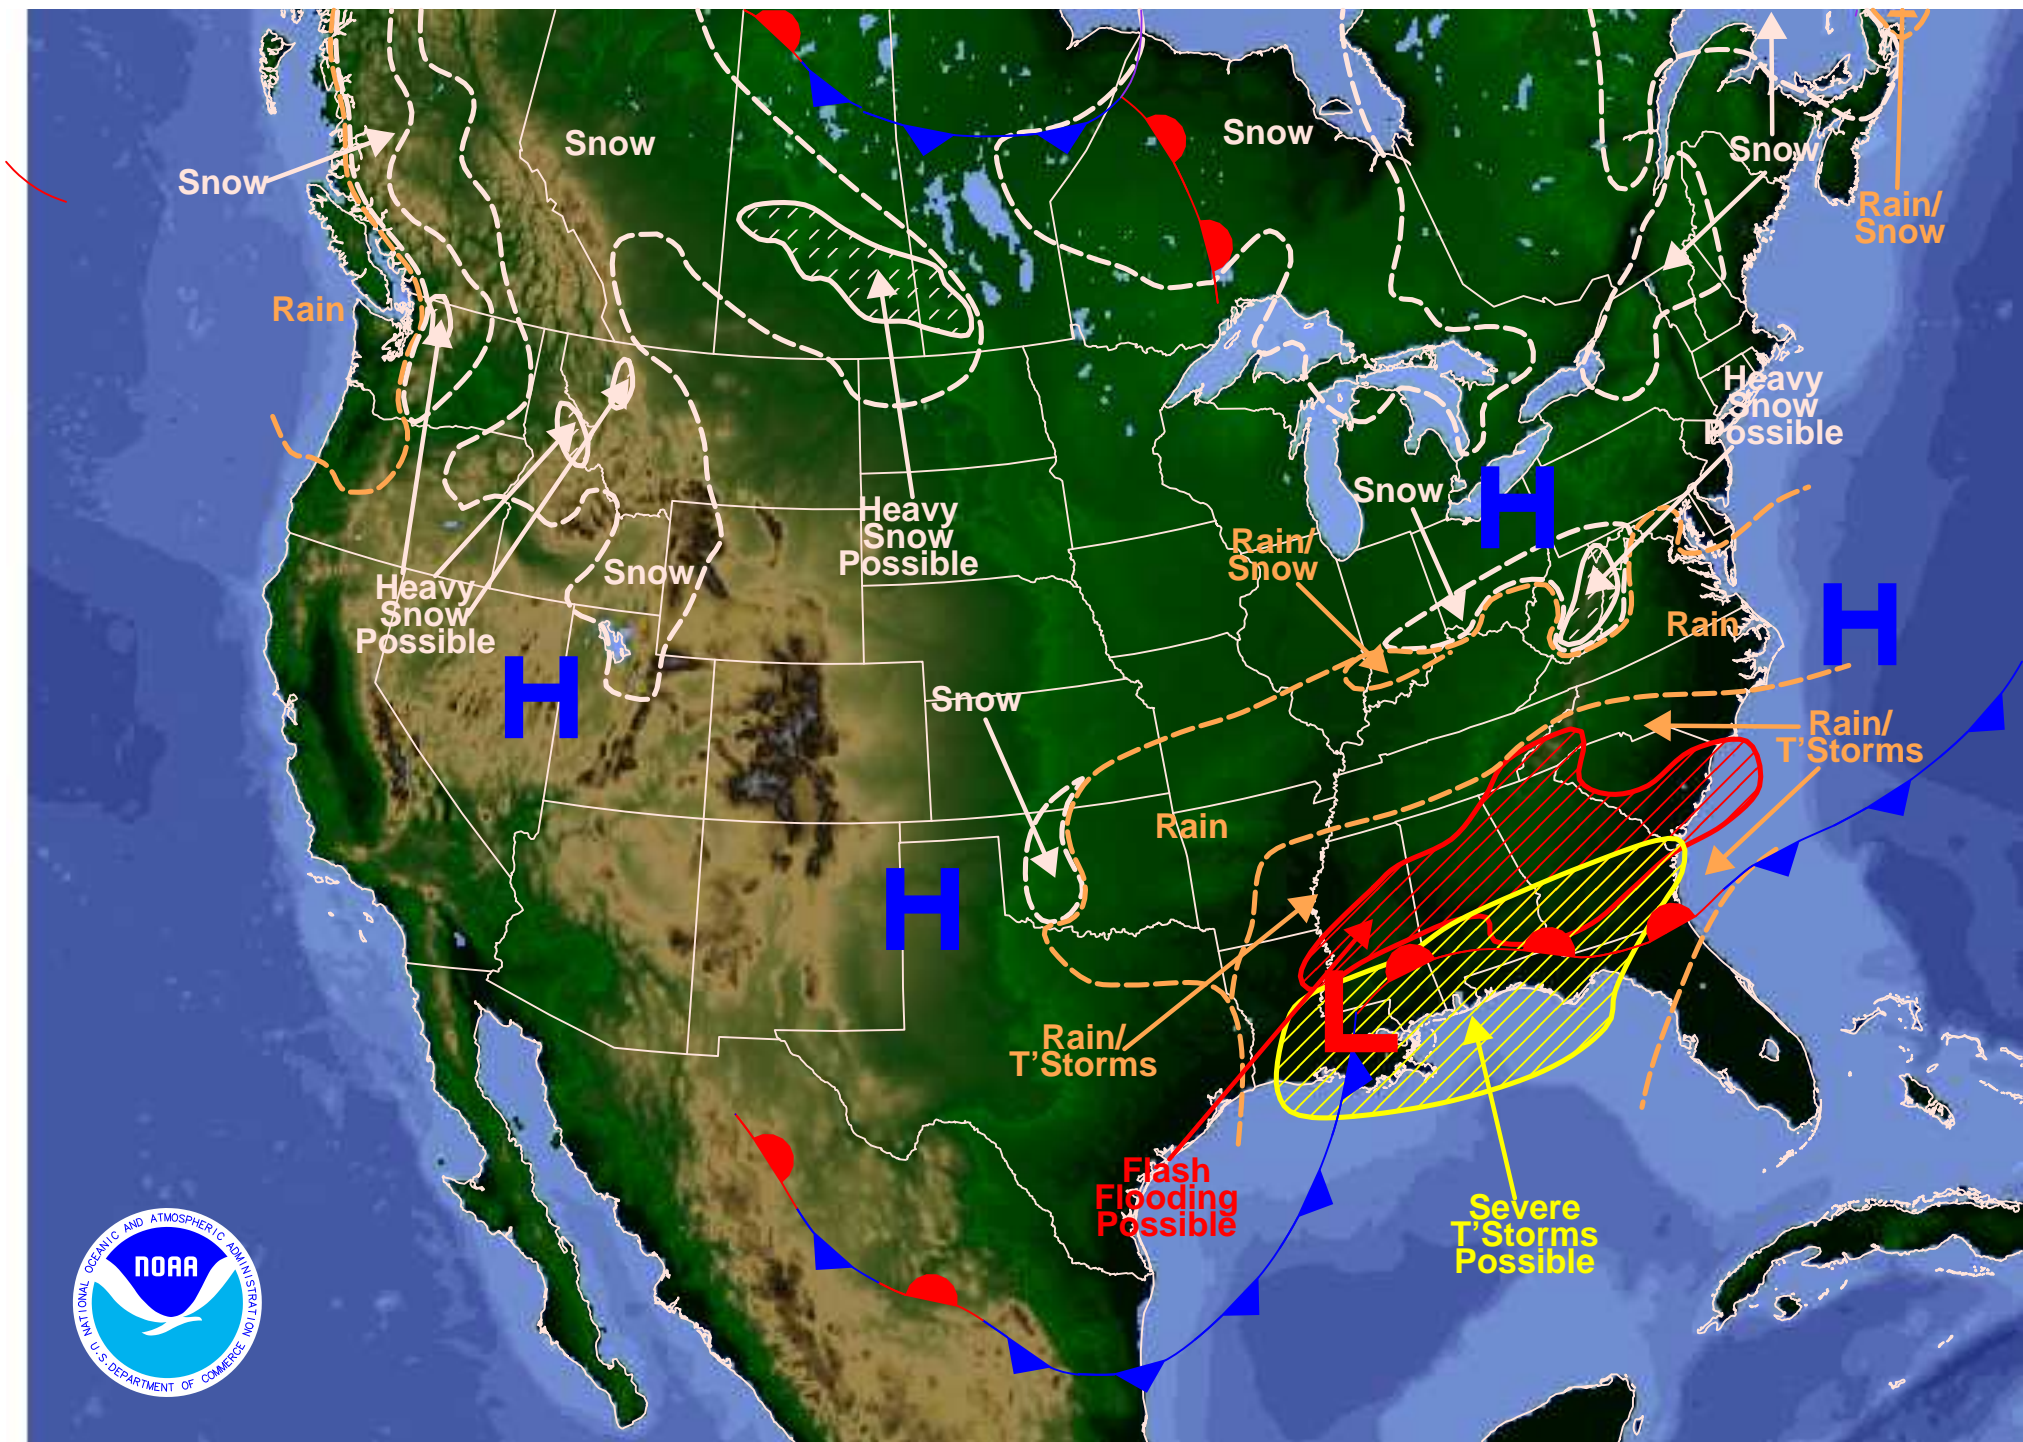 Snow
Snow
Snow
Snow
Rain/
Snow
Rain
Heavy
Snow
Possible
Snow
Heavy
Snow
Possible
Rain/
Snow
Heavy
Snow
Possible
Snow
Rain
H
H
Snow
H
Rain/
T'Storms
Rain
H
L
Rain/
T'Storms
Flash
Flooding
Possible
Severe
T'Storms
Possible
NATIONAL OCEANIC AND ATMOSPHERIC ADMINISTRATION
NOAA
U.S. DEPARTMENT OF COMMERCE